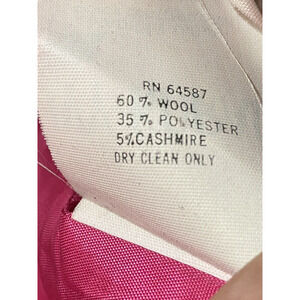 RN 64587
60% WOOL
35% POLYESTER
5%CASHMIRE
DRY CLEAN ONLY